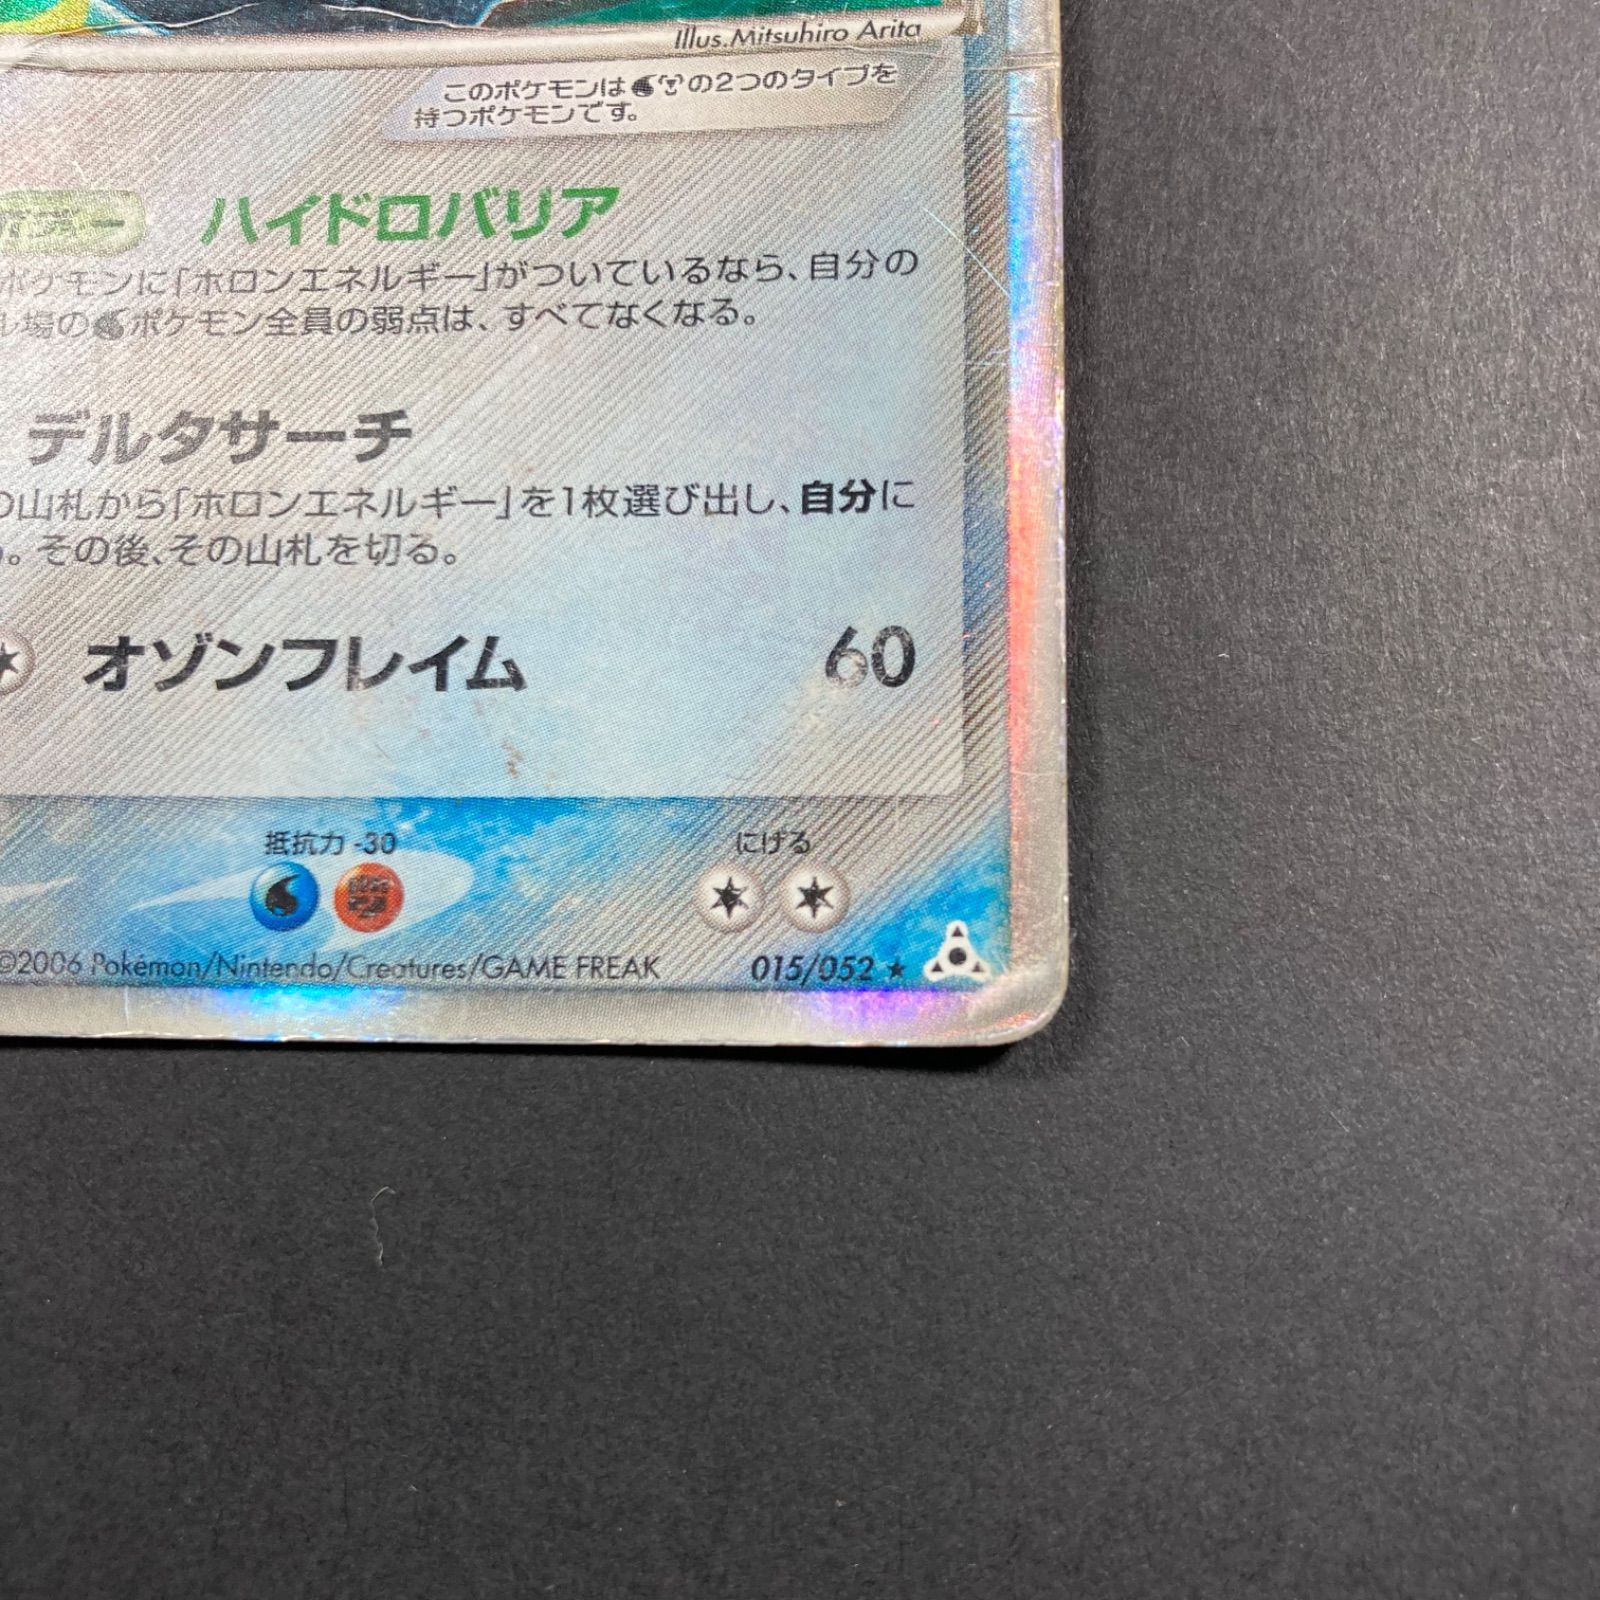 Illus.Mitsuhiro Arita
このポケモンはの2つのタイプを
持つポケモンです。
ハイドロバリア
ポケモンに「ホロンエネルギー」がついているなら、自分の
場のポケモン全員の弱点は、すべてなくなる。
デルタサーチ
の山札から「ホロンエネルギー」を1枚選び出し、自分に
。その後、その山札を切る。
オゾンフレイム 60
抵抗力 -30 にげる
©2006 Pokémon/Nintendo/Creatures/GAME FREAK 015/052 ★